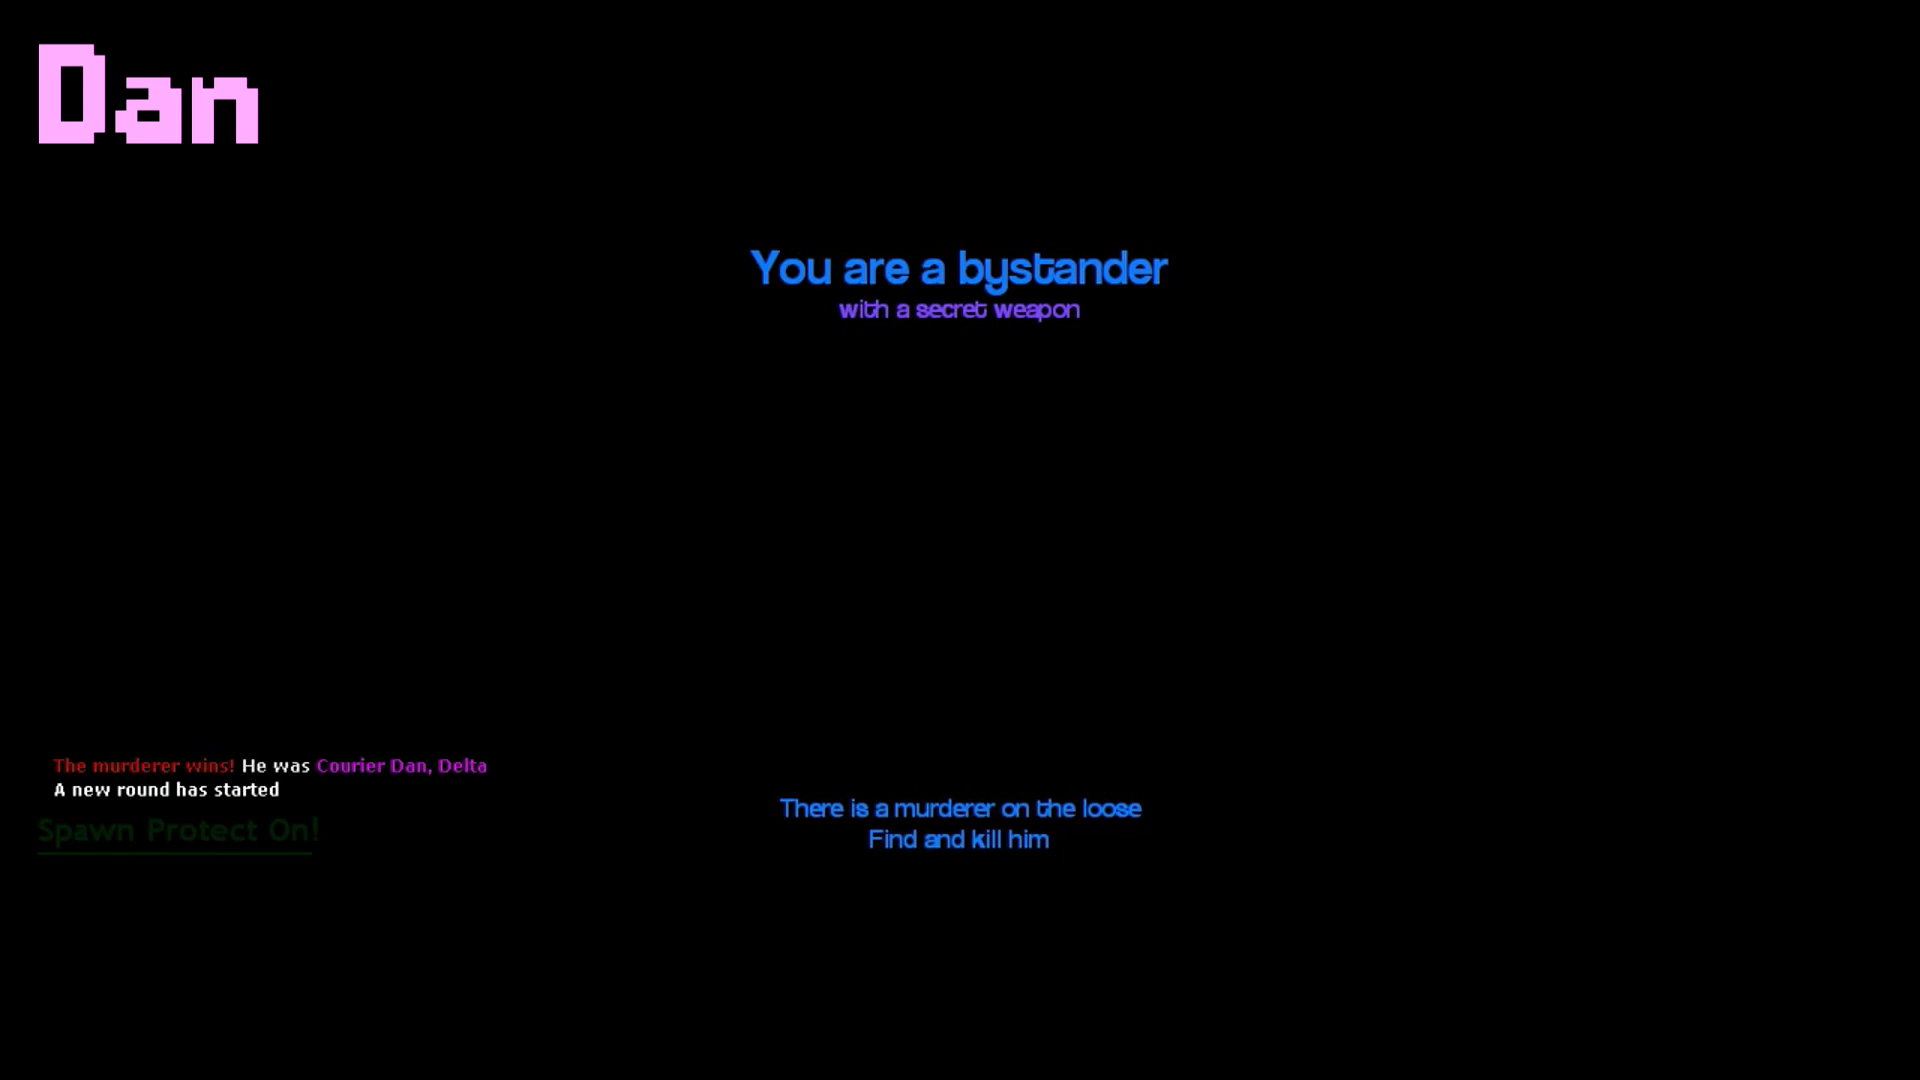 Dan
You are a bystander
with a secret weapon
The murderer wins! He was Courier Dan, Delta
A new round has started
Spawn Protect On!
There is a murderer on the loose
Find and kill him